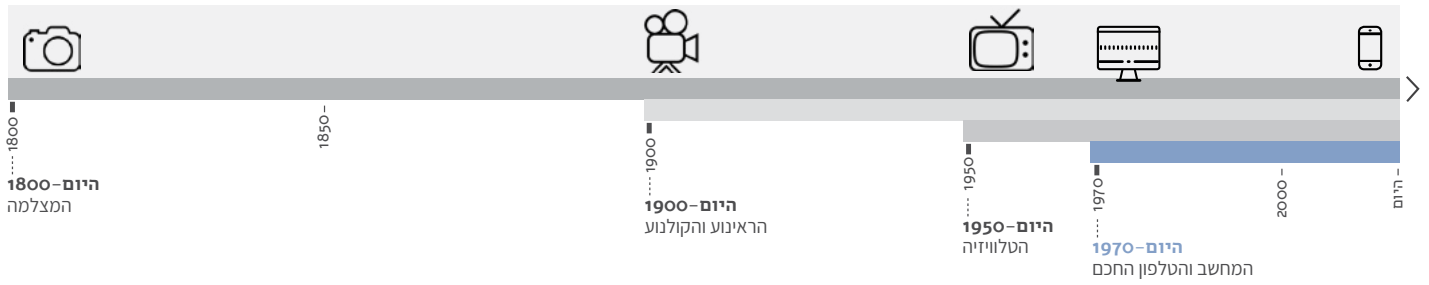 1800
1850
1900
1950
1970
2000
היום
1800–היום
המצלמה
1900–היום
הראינוע והקולנוע
1950–היום
הטלוויזיה
1970–היום
המחשב והטלפון החכם